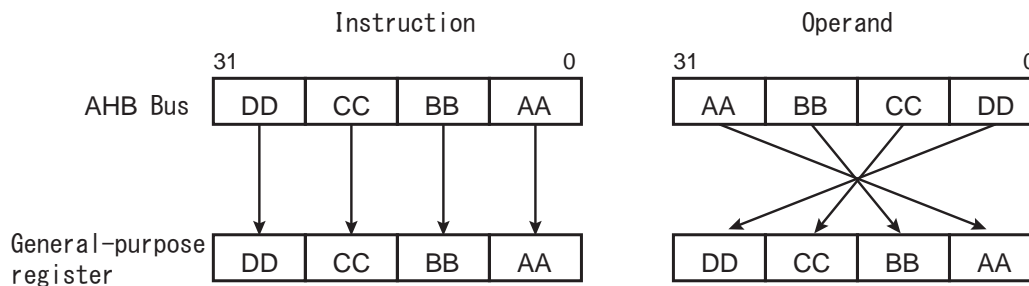 Instruction Operand
31 0 31 0
AHB Bus DD CC BB AA AA BB CC DD
General-purpose
register DD CC BB AA DD CC BB AA